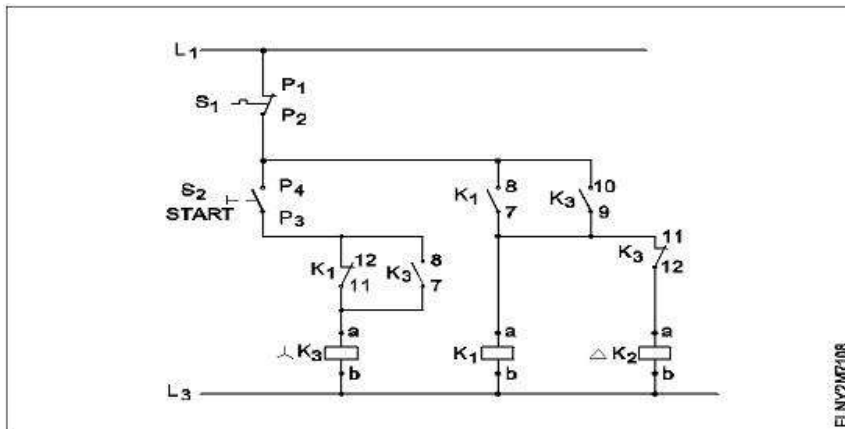 L1
P1
S1
P2
S2 P4
START P3
K1 8
7
K3 10
9
K1 12
11
K3 8
7
K3 11
12
a
K3
b
a
K1
b
a
△ K2
b
L3
ELNY2M7108